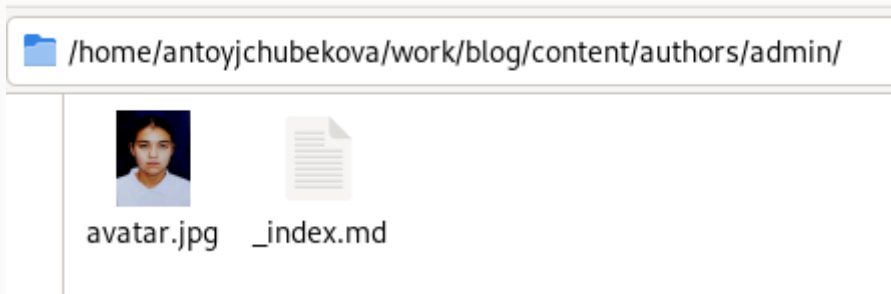 /home/antoyjchubekova/work/blog/content/authors/admin/
avatar.jpg _index.md